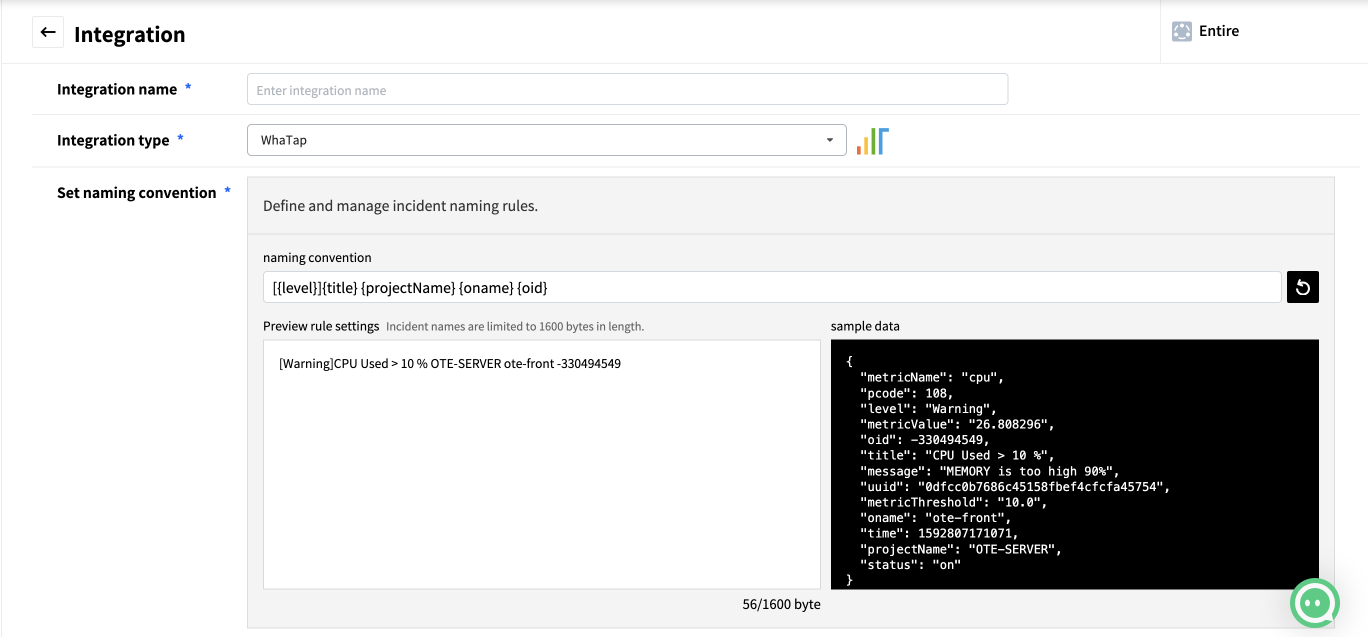 Integration
Entire
Integration name *
Enter integration name
Integration type *
WhaTap
Set naming convention *
Define and manage incident naming rules.
naming convention
[{level}]{title} {projectName} {oname} {oid}
Preview rule settings Incident names are limited to 1600 bytes in length.
[Warning]CPU Used > 10 % OTE-SERVER ote-front -330494549
56/1600 byte
sample data
{
"metricName": "cpu",
"pcode": 108,
"level": "Warning",
"metricValue": "26.808296",
"oid": -330494549,
"title": "CPU Used > 10 %",
"message": "MEMORY is too high 90%",
"uuid": "0dfcc0b7686c45158fbef4cfcfa45754",
"metricThreshold": "10.0",
"oname": "ote-front",
"time": 1592807171071,
"projectName": "OTE-SERVER",
"status": "on"
}